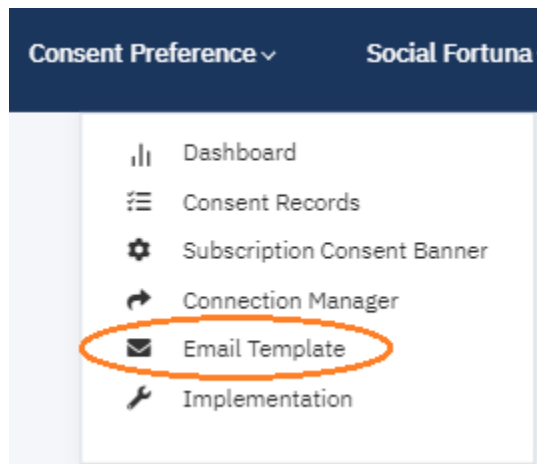 Consent Preference Social Fortuna
Dashboard
Consent Records
Subscription Consent Banner
Connection Manager
Email Template
Implementation